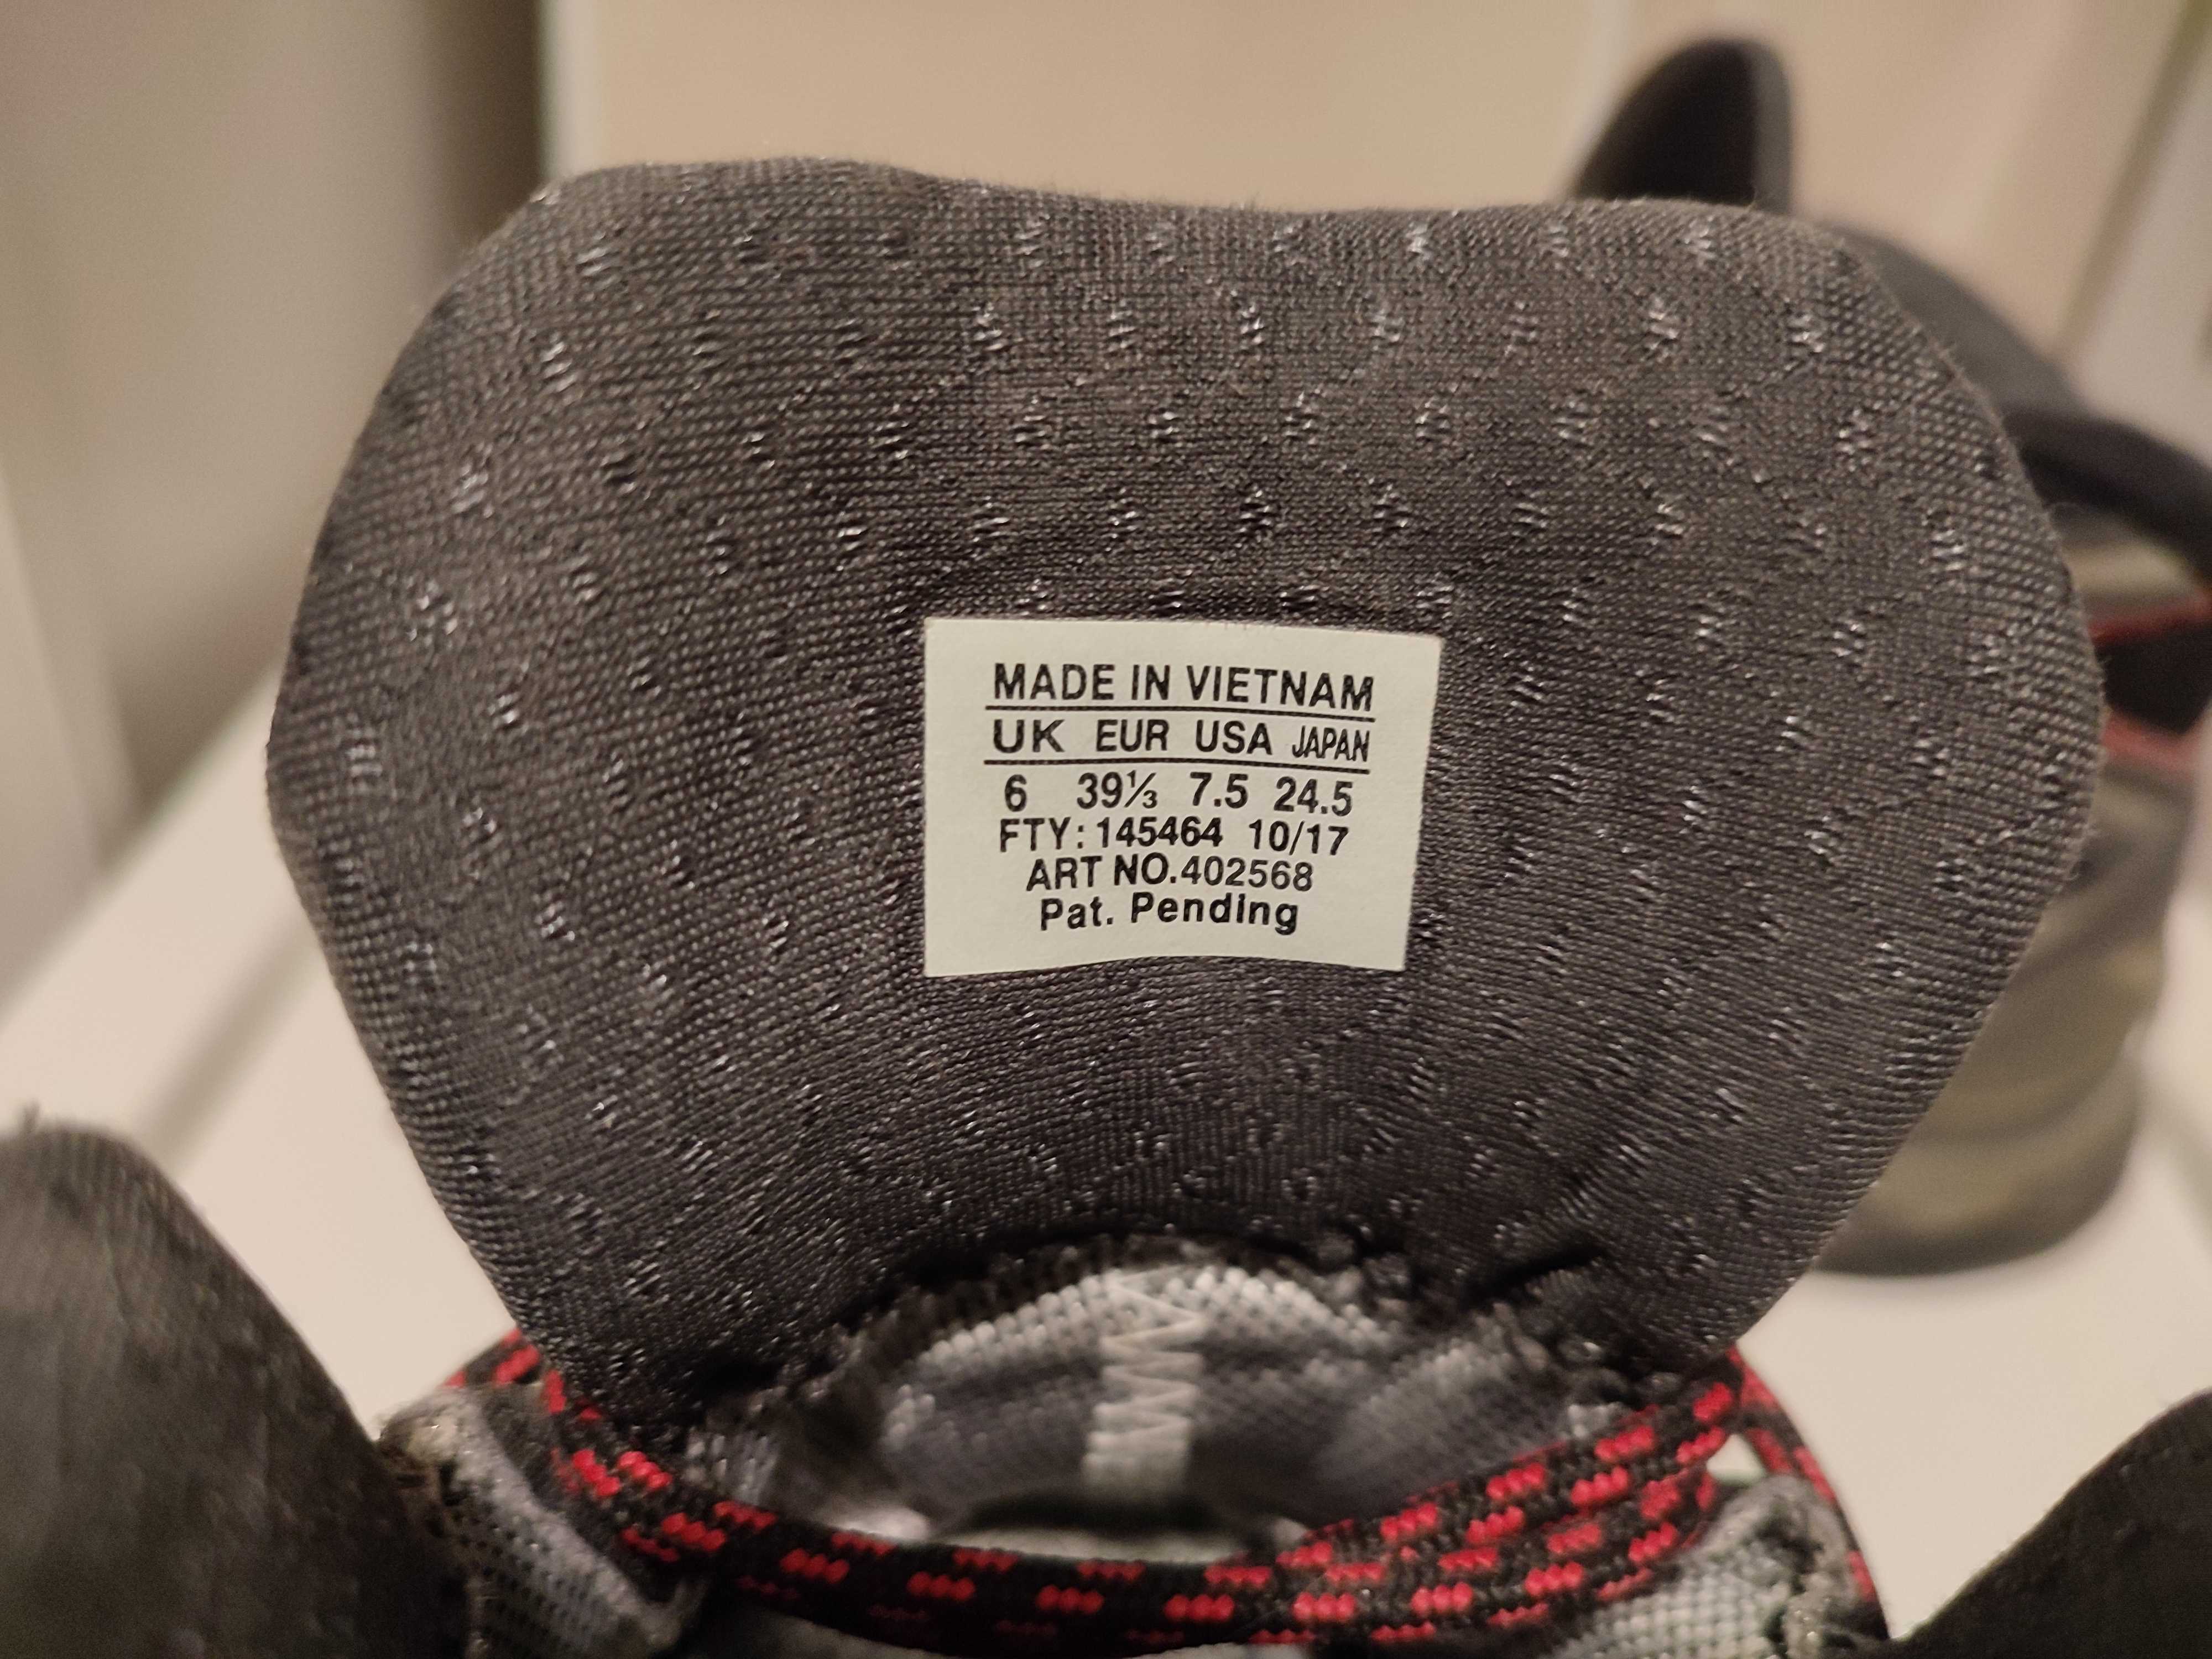 MADE IN VIETNAM
UK EUR USA JAPAN
6 39⅓ 7.5 24.5
FTY: 145464 10/17
ART NO.402568
Pat. Pending